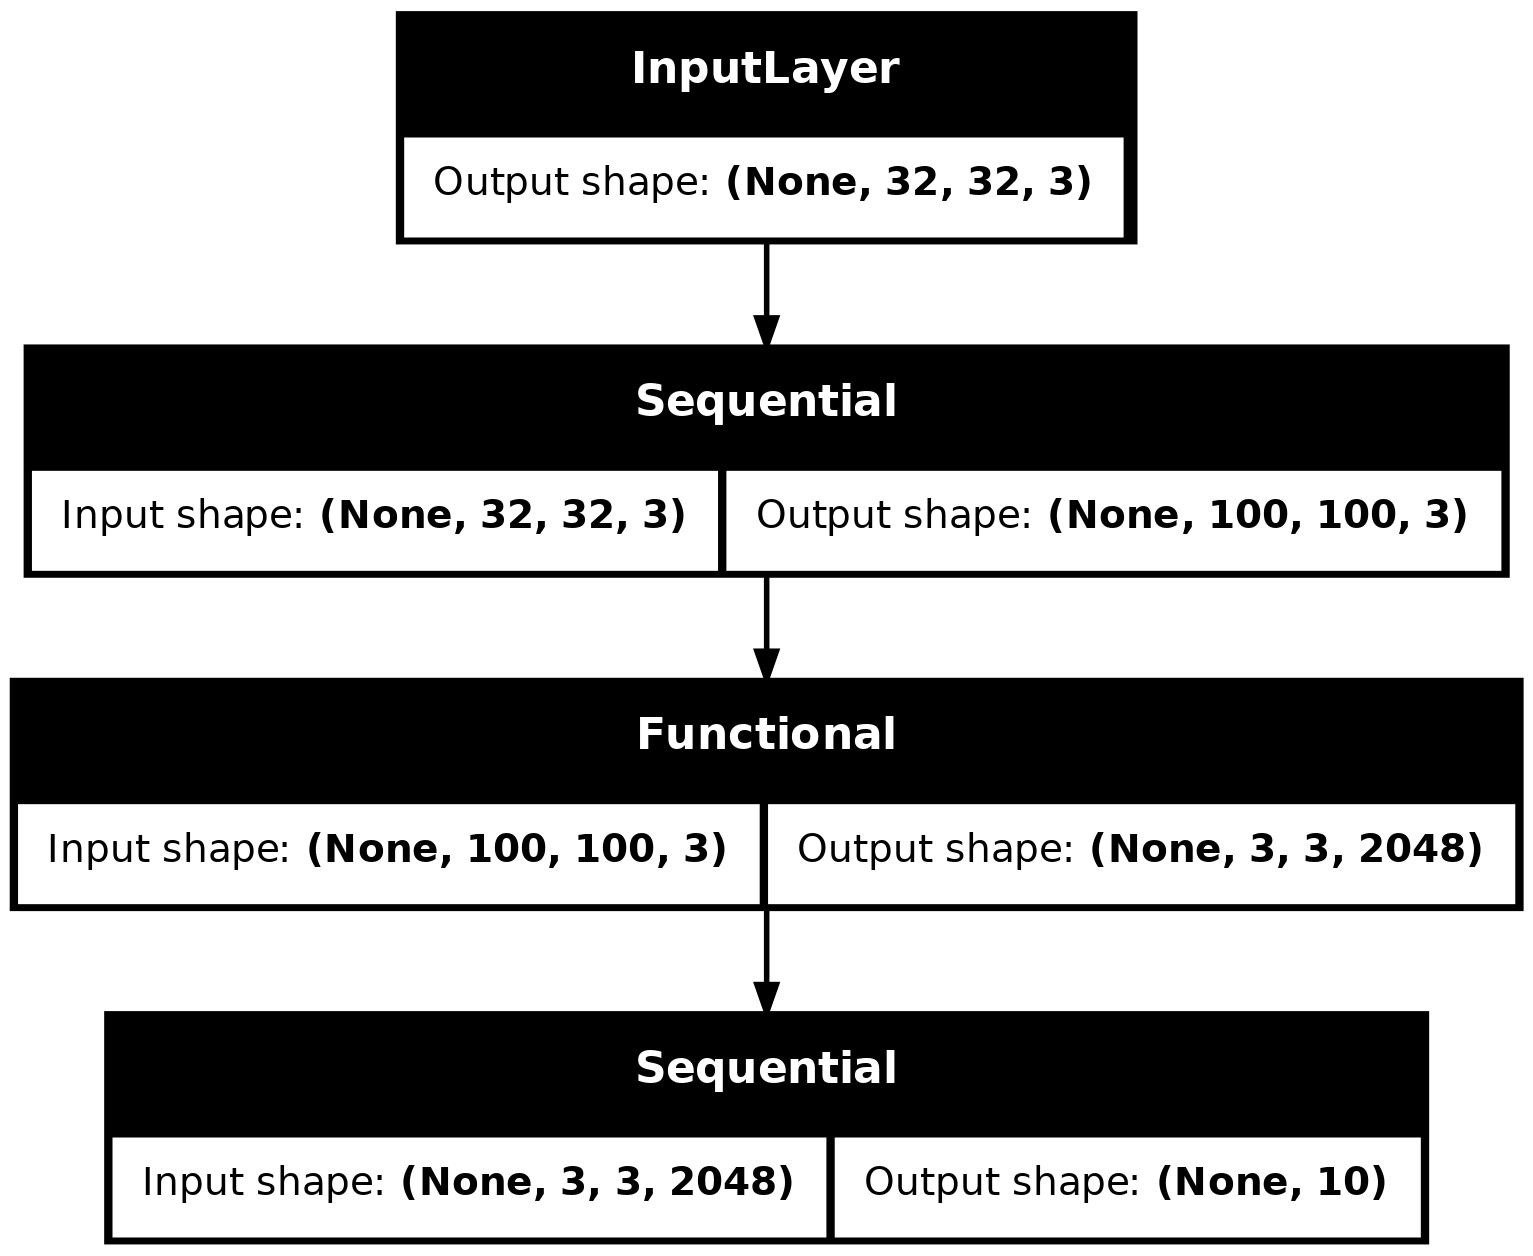 InputLayer
Output shape: (None, 32, 32, 3)
Sequential
Input shape: (None, 32, 32, 3) Output shape: (None, 100, 100, 3)
Functional
Input shape: (None, 100, 100, 3) Output shape: (None, 3, 3, 2048)
Sequential
Input shape: (None, 3, 3, 2048) Output shape: (None, 10)